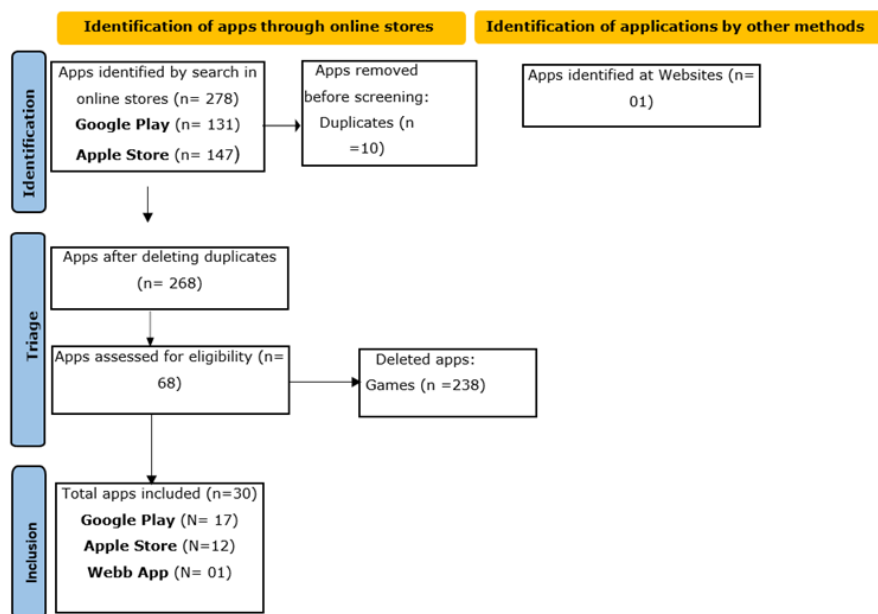 Identification of apps through online stores
Identification of applications by other methods
Identification
Apps identified by search in
online stores (n= 278)
Google Play (n= 131)
Apple Store (n= 147)
Apps removed
before screening:
Duplicates (n
=10)
Apps identified at Websites (n=
01)
Triage
Apps after deleting duplicates
(n= 268)
Apps assessed for eligibility (n=
68)
Deleted apps:
Games (n =238)
Inclusion
Total apps included (n=30)
Google Play (N= 17)
Apple Store (N=12)
Webb App (N= 01)